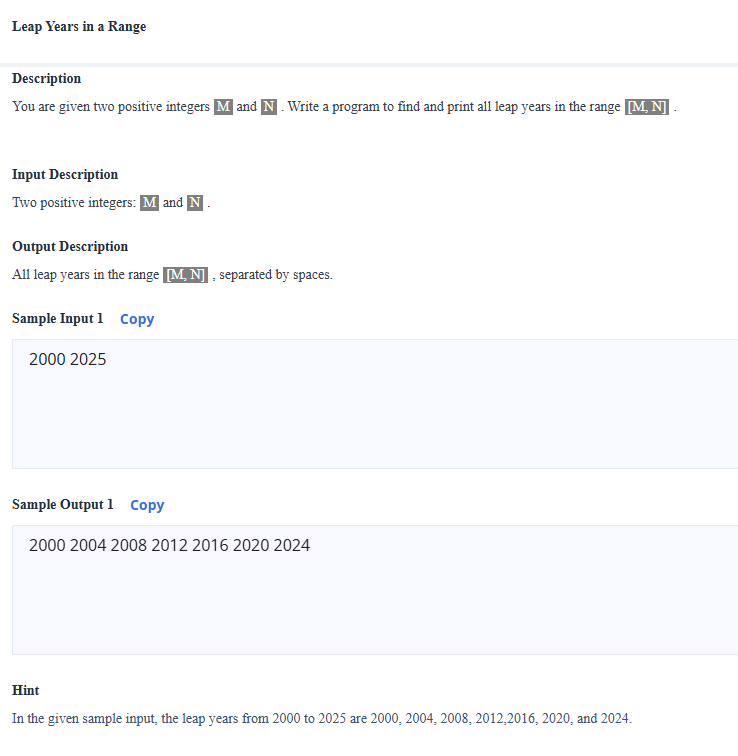 Leap Years in a Range
Description
You are given two positive integers M and N . Write a program to find and print all leap years in the range [M, N] .
Input Description
Two positive integers: M and N .
Output Description
All leap years in the range [M, N] , separated by spaces.
Sample Input 1 Copy
2000 2025
Sample Output 1 Copy
2000 2004 2008 2012 2016 2020 2024
Hint
In the given sample input, the leap years from 2000 to 2025 are 2000, 2004, 2008, 2012,2016, 2020, and 2024.